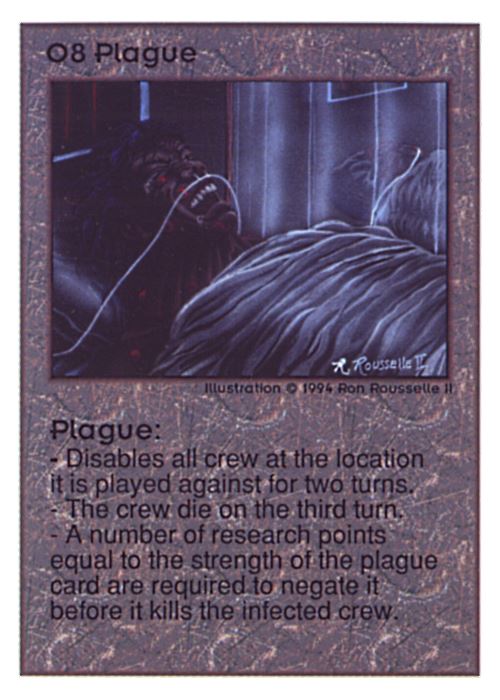 08 Plague
R. Rousselle II
Illustration © 1994 Ron Rousselle II
Plague:
- Disables all crew at the location
it is played against for two turns.
- The crew die on the third turn.
- A number of research points
equal to the strength of the plague
card are required to negate it
before it kills the infected crew.